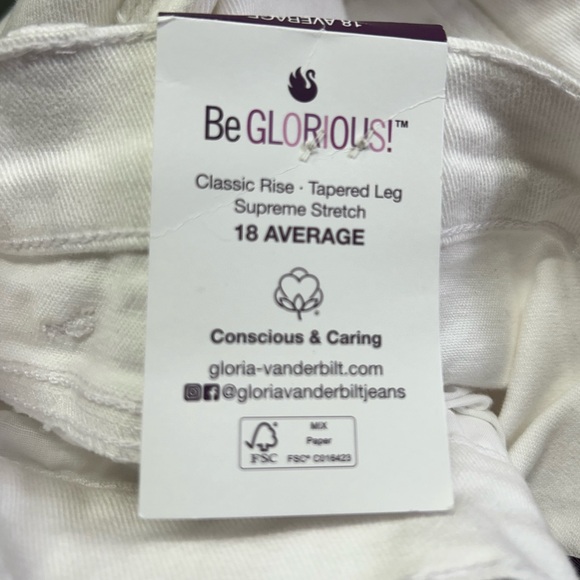 18 AVERAGE
Be GLORIOUS!™
Classic Rise · Tapered Leg
Supreme Stretch
18 AVERAGE
Conscious & Caring
gloria-vanderbilt.com
@gloriavanderbiltjeans
MIX
Paper
FSC
FSC® C016423